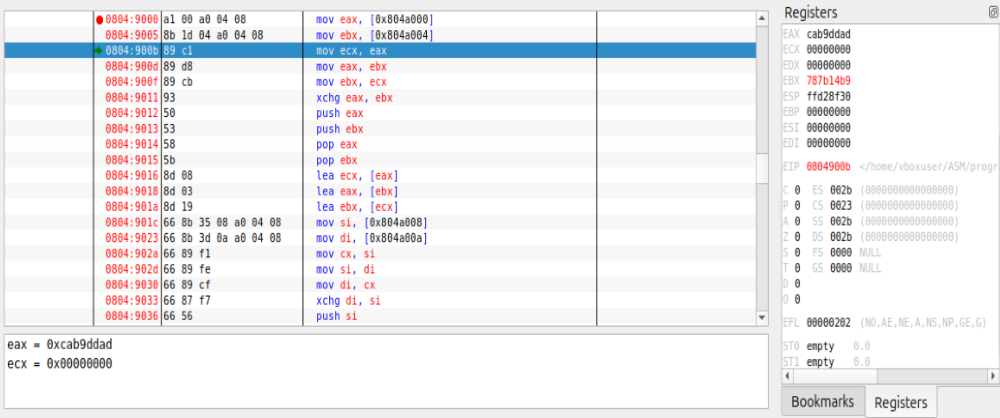 0804:9000 a1 00 a0 04 08 mov eax, [0x804a000]
0804:9005 8b 1d 04 a0 04 08 mov ebx, [0x804a004]
0804:900b 89 c1 mov ecx, eax
0804:900d 89 d8 mov eax, ebx
0804:900f 89 cb mov ebx, ecx
0804:9011 93 xchg eax, ebx
0804:9012 50 push eax
0804:9013 53 push ebx
0804:9014 58 pop eax
0804:9015 5b pop ebx
0804:9016 8d 08 lea ecx, [eax]
0804:9018 8d 03 lea eax, [ebx]
0804:901a 8d 19 lea ebx, [ecx]
0804:901c 66 8b 35 08 a0 04 08 mov si, [0x804a008]
0804:9023 66 8b 3d 0a a0 04 08 mov di, [0x804a00a]
0804:902a 66 89 f1 mov cx, si
0804:902d 66 89 fe mov si, di
0804:9030 66 89 cf mov di, cx
0804:9033 66 87 f7 xchg di, si
0804:9036 66 56 push si
eax = 0xcab9ddad
ecx = 0x00000000
Registers
EAX cab9ddad
ECX 00000000
EDX 00000000
EBX 787b14b9
ESP ffd28f30
EBP 00000000
ESI 00000000
EDI 00000000
EIP 0804900b </home/vboxuser/ASM/progr
C 0 ES 002b (0000000000000000)
P 0 CS 0023 (0000000000000000)
A 0 SS 002b (0000000000000000)
Z 0 DS 002b (0000000000000000)
S 0 FS 0000 NULL
T 0 GS 0000 NULL
D 0
O 0
EFL 00000202 (NO,AE,NE,A,NS,NP,GE,G)
ST0 empty 0.0
ST1 empty 0.0
Bookmarks Registers